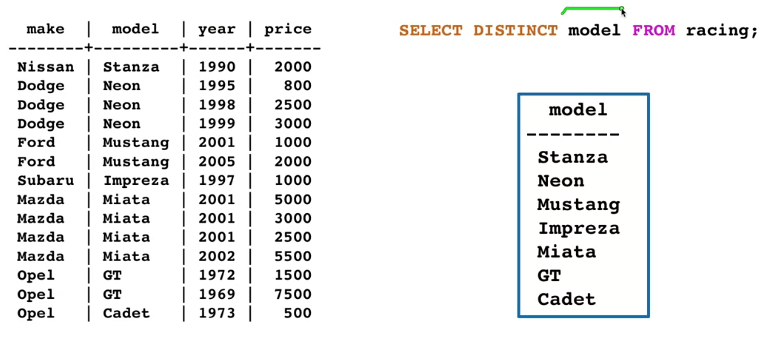 make | model | year | price
--------+---------+------+-------
Nissan | Stanza | 1990 | 2000
Dodge | Neon | 1995 | 800
Dodge | Neon | 1998 | 2500
Dodge | Neon | 1999 | 3000
Ford | Mustang | 2001 | 1000
Ford | Mustang | 2005 | 2000
Subaru | Impreza | 1997 | 1000
Mazda | Miata | 2001 | 5000
Mazda | Miata | 2001 | 3000
Mazda | Miata | 2001 | 2500
Mazda | Miata | 2002 | 5500
Opel | GT | 1972 | 1500
Opel | GT | 1969 | 7500
Opel | Cadet | 1973 | 500
SELECT DISTINCT model FROM racing;
model
--------
Stanza
Neon
Mustang
Impreza
Miata
GT
Cadet